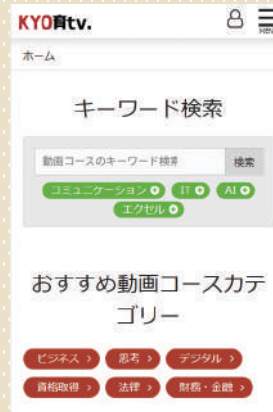 KYO育tv.
MENU
ホーム
キーワード検索
動画コースのキーワード検索
検索
コミュニケーション IT AI
エクセル
おすすめ動画コースカテ
ゴリー
ビジネス > 思考 > デジタル >
資格取得 > 法律 > 財務・金融 >